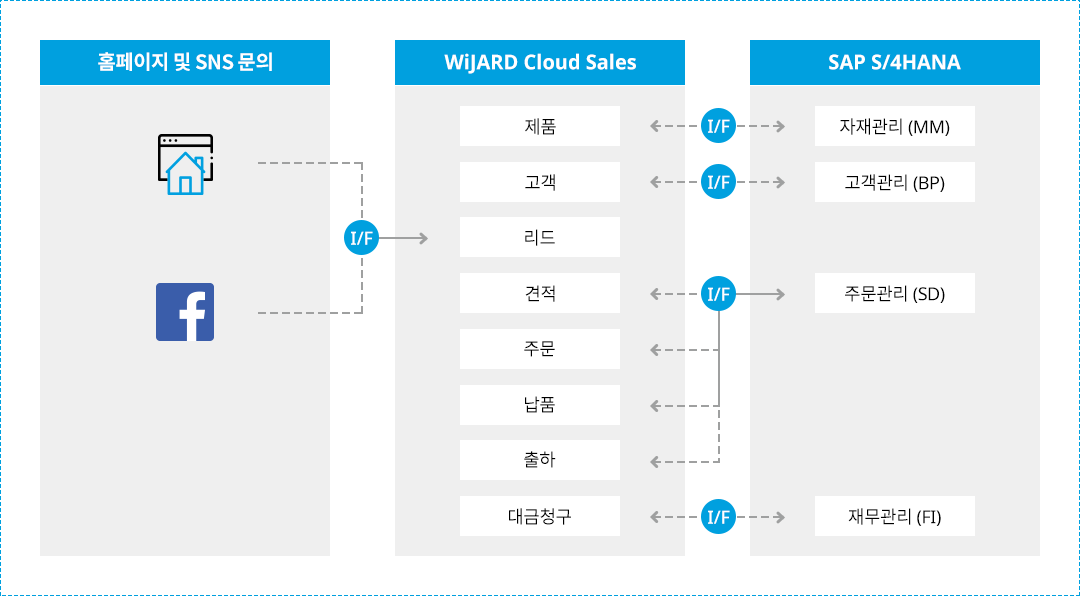 홈페이지 및 SNS 문의
I/F
WiJARD Cloud Sales
제품
고객
리드
견적
주문
납품
출하
대금청구
I/F
I/F
I/F
I/F
SAP S/4HANA
자재관리 (MM)
고객관리 (BP)
주문관리 (SD)
재무관리 (FI)